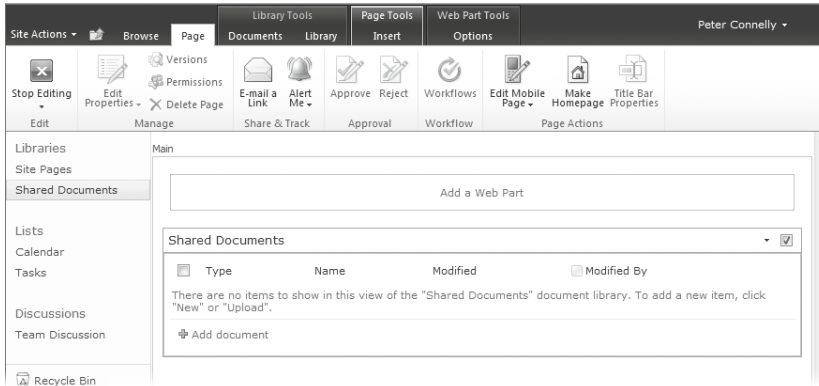 Library Tools Page Tools Web Part Tools
Peter Connelly
Site Actions Browse Page Documents Library Insert Options
Stop Editing
Edit Properties
Versions
Permissions
Delete Page
E-mail a Link
Alert Me
Approve Reject
Workflows
Edit Mobile Page
Make Homepage
Title Bar Properties
Edit Manage Share & Track Approval Workflow Page Actions
Libraries
Site Pages
Shared Documents
Lists
Calendar
Tasks
Discussions
Team Discussion
Recycle Bin
Main
Add a Web Part
Shared Documents
Type Name Modified Modified By
There are no items to show in this view of the "Shared Documents" document library. To add a new item, click
"New" or "Upload".
Add document